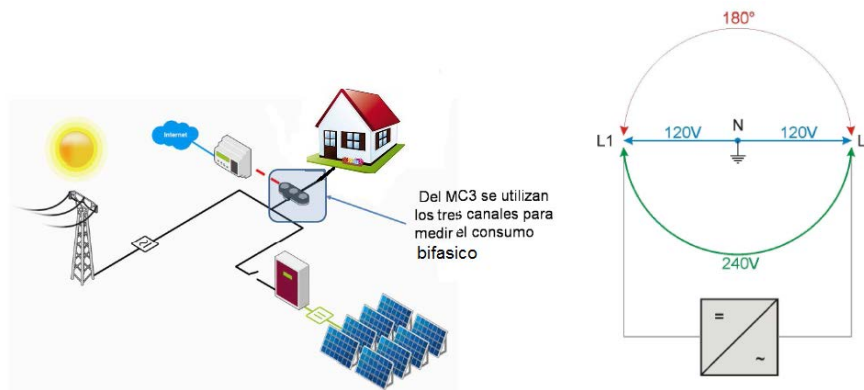 Internet
Del MC3 se utilizan
los tres canales para
medir el consumo
bifasico
180°
L1
120V
N
120V
L
240V
=
~